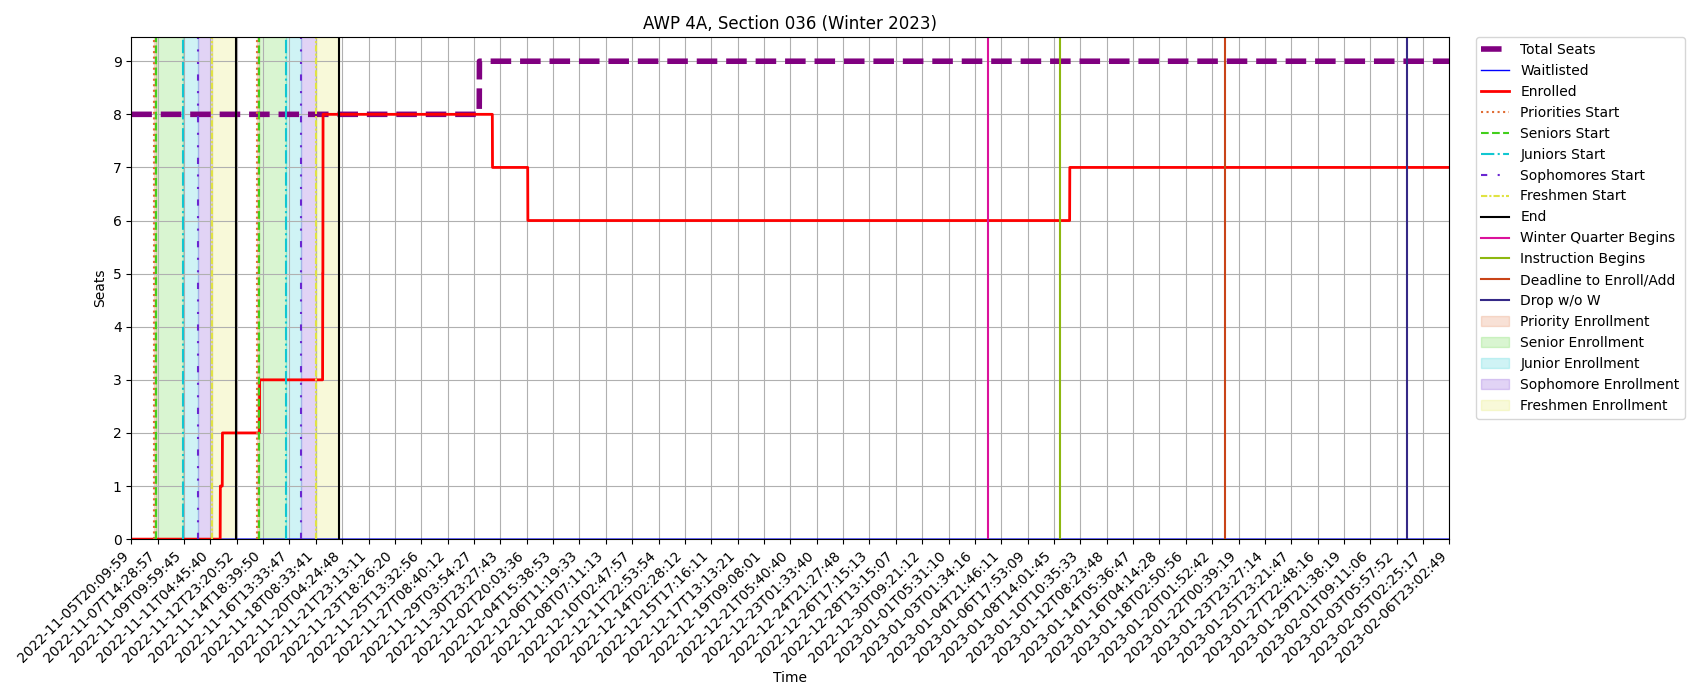 AWP 4A, Section 036 (Winter 2023)
Seats
9
8
7
6
5
4
3
2
1
0
2022-11-05T20:09:59
2022-11-07T14:28:57
2022-11-09T09:59:45
2022-11-11T04:45:40
2022-11-12T23:20:52
2022-11-14T18:39:50
2022-11-16T13:33:47
2022-11-18T08:33:41
2022-11-20T04:24:48
2022-11-21T23:13:11
2022-11-23T18:26:20
2022-11-25T13:32:56
2022-11-27T08:40:12
2022-11-29T03:54:27
2022-11-30T23:27:43
2022-12-02T20:03:36
2022-12-04T15:38:53
2022-12-06T11:19:33
2022-12-08T07:11:13
2022-12-10T02:47:57
2022-12-11T22:53:54
2022-12-14T02:28:12
2022-12-15T17:16:11
2022-12-17T13:13:21
2022-12-19T09:08:01
2022-12-21T05:40:40
2022-12-23T01:33:40
2022-12-24T21:27:48
2022-12-26T17:15:13
2022-12-28T13:15:07
2022-12-30T09:21:12
2023-01-01T05:31:10
2023-01-03T01:34:16
2023-01-04T21:46:11
2023-01-06T17:53:09
2023-01-08T14:01:45
2023-01-10T10:35:33
2023-01-12T08:23:48
2023-01-14T05:36:47
2023-01-16T04:14:28
2023-01-18T02:50:56
2023-01-20T01:52:42
2023-01-22T00:39:19
2023-01-23T23:27:14
2023-01-25T23:21:47
2023-01-27T22:48:16
2023-01-29T21:38:19
2023-02-01T09:11:06
2023-02-03T05:57:52
2023-02-05T02:25:17
2023-02-06T23:02:49
Time
Total Seats
Waitlisted
Enrolled
Priorities Start
Seniors Start
Juniors Start
Sophomores Start
Freshmen Start
End
Winter Quarter Begins
Instruction Begins
Deadline to Enroll/Add
Drop w/o W
Priority Enrollment
Senior Enrollment
Junior Enrollment
Sophomore Enrollment
Freshmen Enrollment